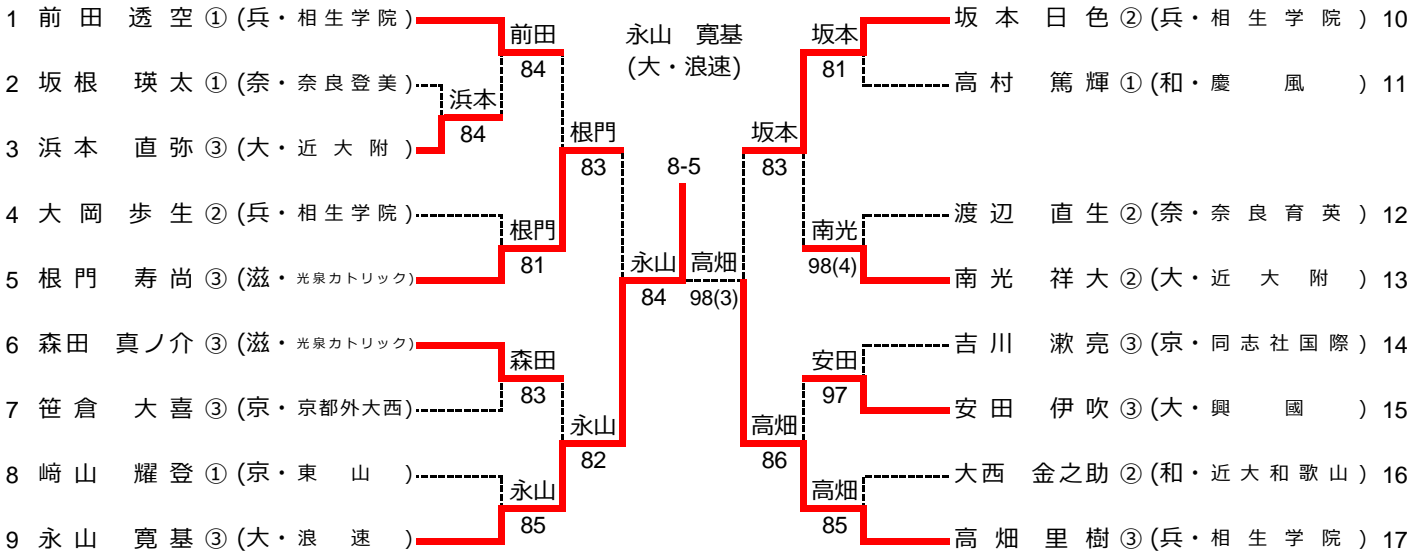 1 前田 透空 ① (兵・相生学院)
2 坂根 瑛太 ① (奈・奈良登美)
3 浜本 直弥 ③ (大・近大附)
4 大岡 歩生 ② (兵・相生学院)
5 根門 寿尚 ③ (滋・光泉カトリック)
6 森田 真ノ介 ③ (滋・光泉カトリック)
7 笹倉 大喜 ③ (京・京都外大西)
8 﨑山 耀登 ① (京・東山)
9 永山 寛基 ③ (大・浪速)
前田
84
浜本
84
根門
83
根門
81
森田
83
永山
82
永山
85
永山 寛基
(大・浪速)
8-5
永山
84
高畑
98(3)
坂本
81
坂本
83
南光
98(4)
安田
97
高畑
86
高畑
85
坂本 日色 ② (兵・相生学院) 10
高村 篤輝 ① (和・慶風) 11
渡辺 直生 ② (奈・奈良育英) 12
南光 祥大 ② (大・近大附) 13
吉川 漱亮 ③ (京・同志社国際) 14
安田 伊吹 ③ (大・興國) 15
大西 金之助 ② (和・近大和歌山) 16
高畑 里樹 ③ (兵・相生学院) 17